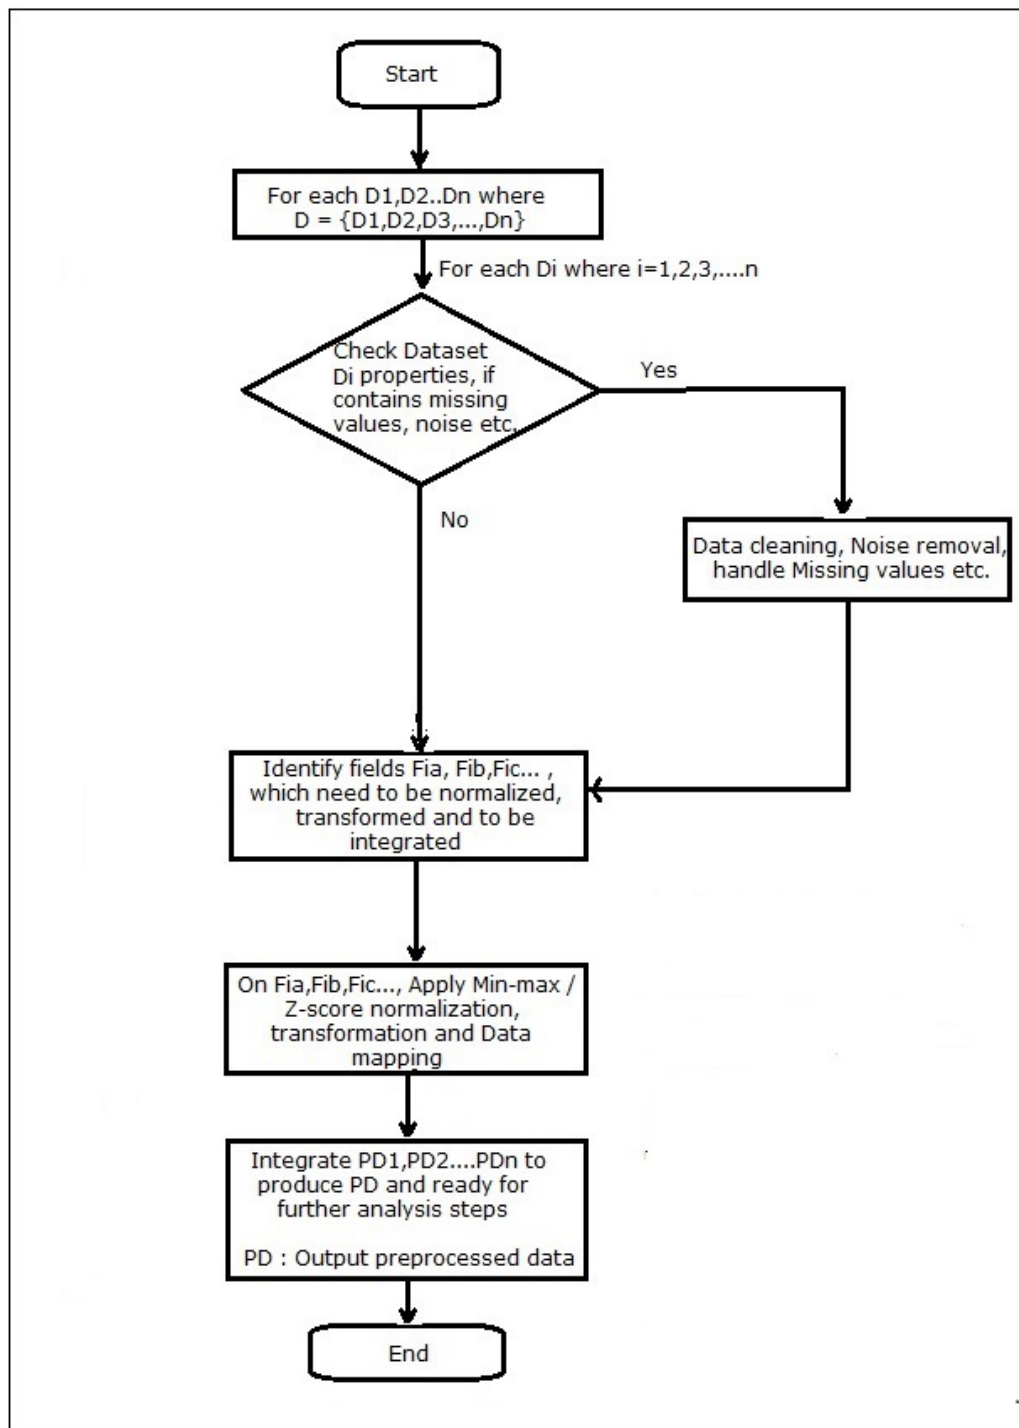 Start
For each D1,D2..Dn where
D = {D1,D2,D3,...,Dn}
For each Di where i=1,2,3,....n
Check Dataset
Di properties, if
contains missing
values, noise etc.
Yes
No
Data cleaning, Noise removal,
handle Missing values etc.
Identify fields Fia, Fib,Fic... ,
which need to be normalized,
transformed and to be
integrated
On Fia,Fib,Fic..., Apply Min-max /
Z-score normalization,
transformation and Data
mapping
Integrate PD1,PD2....PDn to
produce PD and ready for
further analysis steps
PD : Output preprocessed data
End